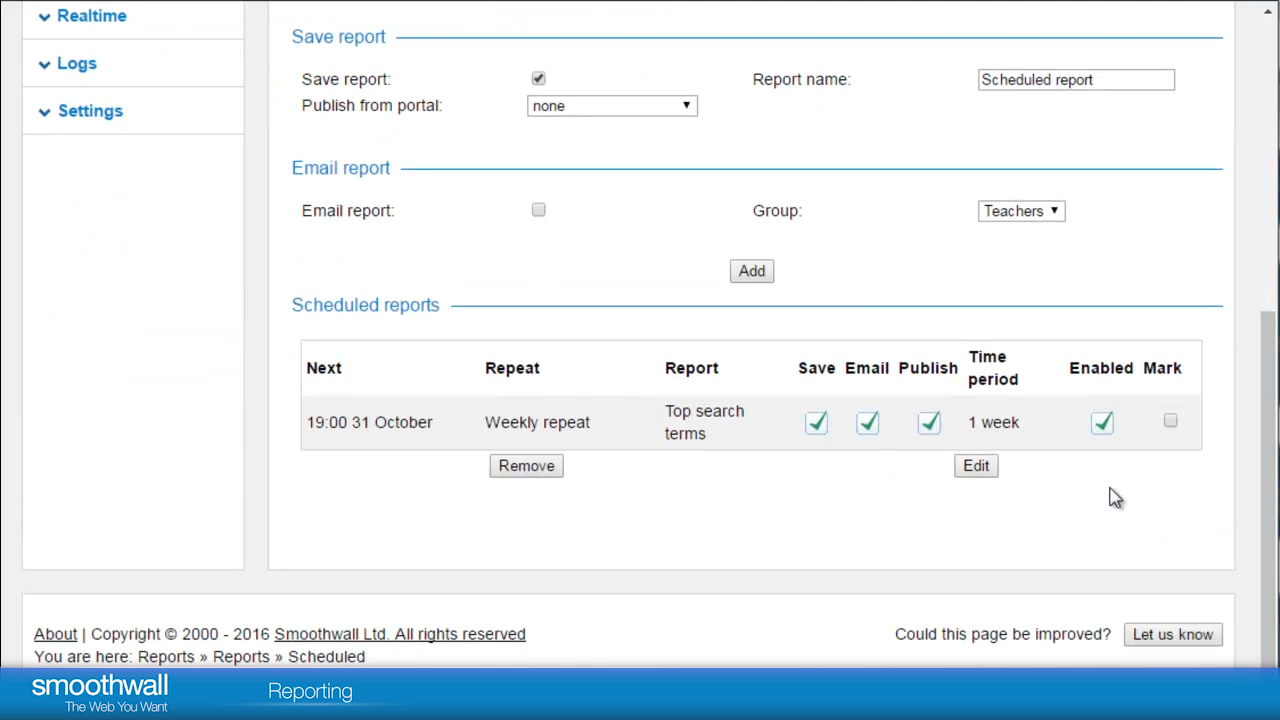 Realtime
Logs
Settings
Save report
Save report:
Report name:
Scheduled report
Publish from portal:
none
Email report
Email report:
Group:
Teachers
Add
Scheduled reports
Next
Repeat
Report
Save
Email
Publish
Time
period
Enabled
Mark
19:00 31 October
Weekly repeat
Top search
terms
1 week
Remove
Edit
About | Copyright © 2000 - 2016 Smoothwall Ltd. All rights reserved
Could this page be improved?
Let us know
You are here: Reports » Reports » Scheduled
smoothwall
The Web You Want
Reporting